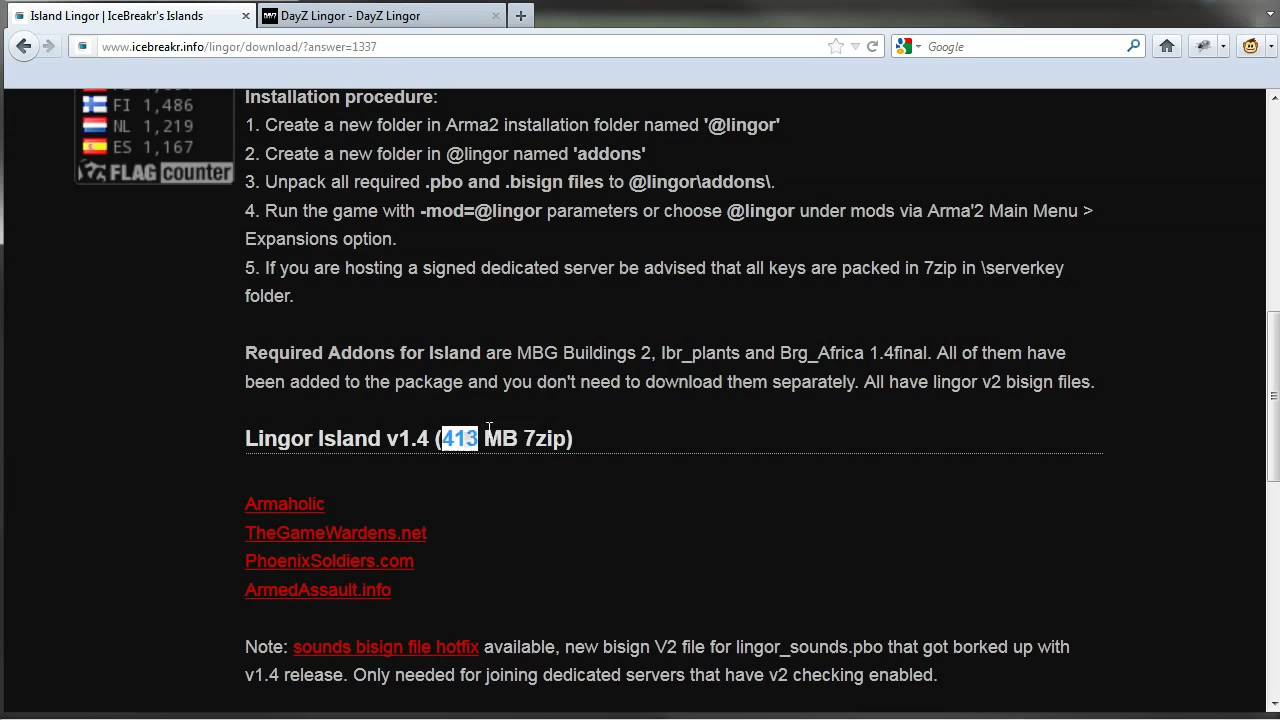 Island Lingor | IceBreakr's Islands
DayZ Lingor - DayZ Lingor
www.icebreakr.info/lingor/download/?answer=1337
Google
FI 1,486
NL 1,219
ES 1,167
FLAG counter
Installation procedure:
1. Create a new folder in Arma2 installation folder named '@lingor'
2. Create a new folder in @lingor named 'addons'
3. Unpack all required .pbo and .bisign files to @lingor\addons\.
4. Run the game with -mod=@lingor parameters or choose @lingor under mods via Arma'2 Main Menu >
Expansions option.
5. If you are hosting a signed dedicated server be advised that all keys are packed in 7zip in \serverkey
folder.
Required Addons for Island are MBG Buildings 2, Ibr_plants and Brg_Africa 1.4final. All of them have
been added to the package and you don't need to download them separately. All have lingor v2 bisign files.
Lingor Island v1.4 (413 MB 7zip)
Armaholic
TheGameWardens.net
PhoenixSoldiers.com
ArmedAssault.info
Note: sounds bisign file hotfix available, new bisign V2 file for lingor_sounds.pbo that got borked up with
v1.4 release. Only needed for joining dedicated servers that have v2 checking enabled.